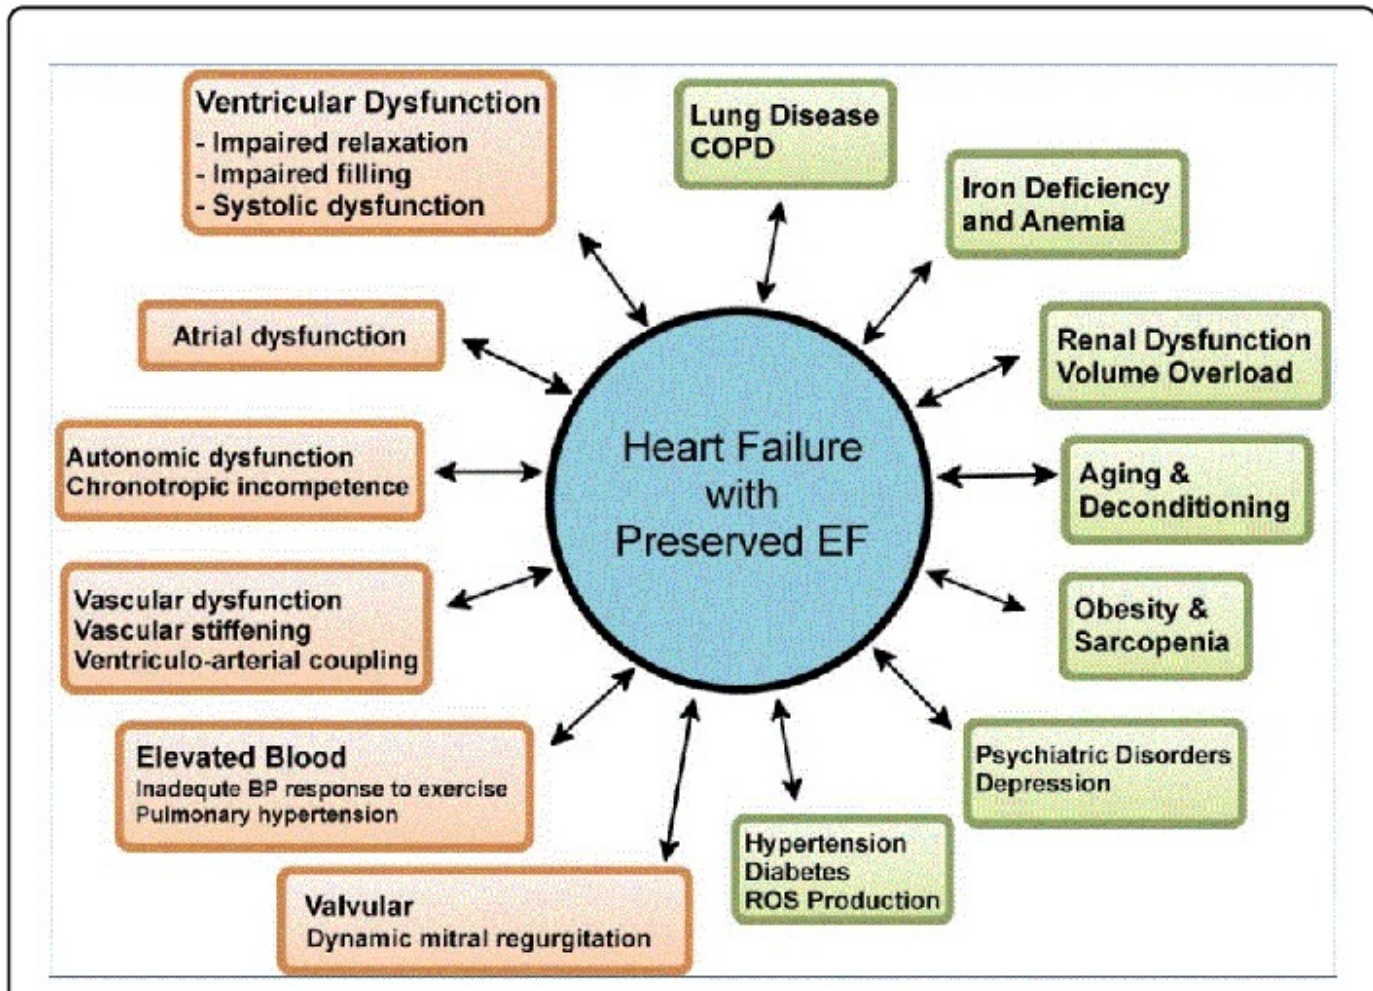 Ventricular Dysfunction
- Impaired relaxation
- Impaired filling
- Systolic dysfunction
Atrial dysfunction
Autonomic dysfunction
Chronotropic incompetence
Vascular dysfunction
Vascular stiffening
Ventriculo-arterial coupling
Elevated Blood
Inadequte BP response to exercise
Pulmonary hypertension
Valvular
Dynamic mitral regurgitation
Heart Failure
with
Preserved EF
Lung Disease
COPD
Iron Deficiency
and Anemia
Renal Dysfunction
Volume Overload
Aging &
Deconditioning
Obesity &
Sarcopenia
Psychiatric Disorders
Depression
Hypertension
Diabetes
ROS Production